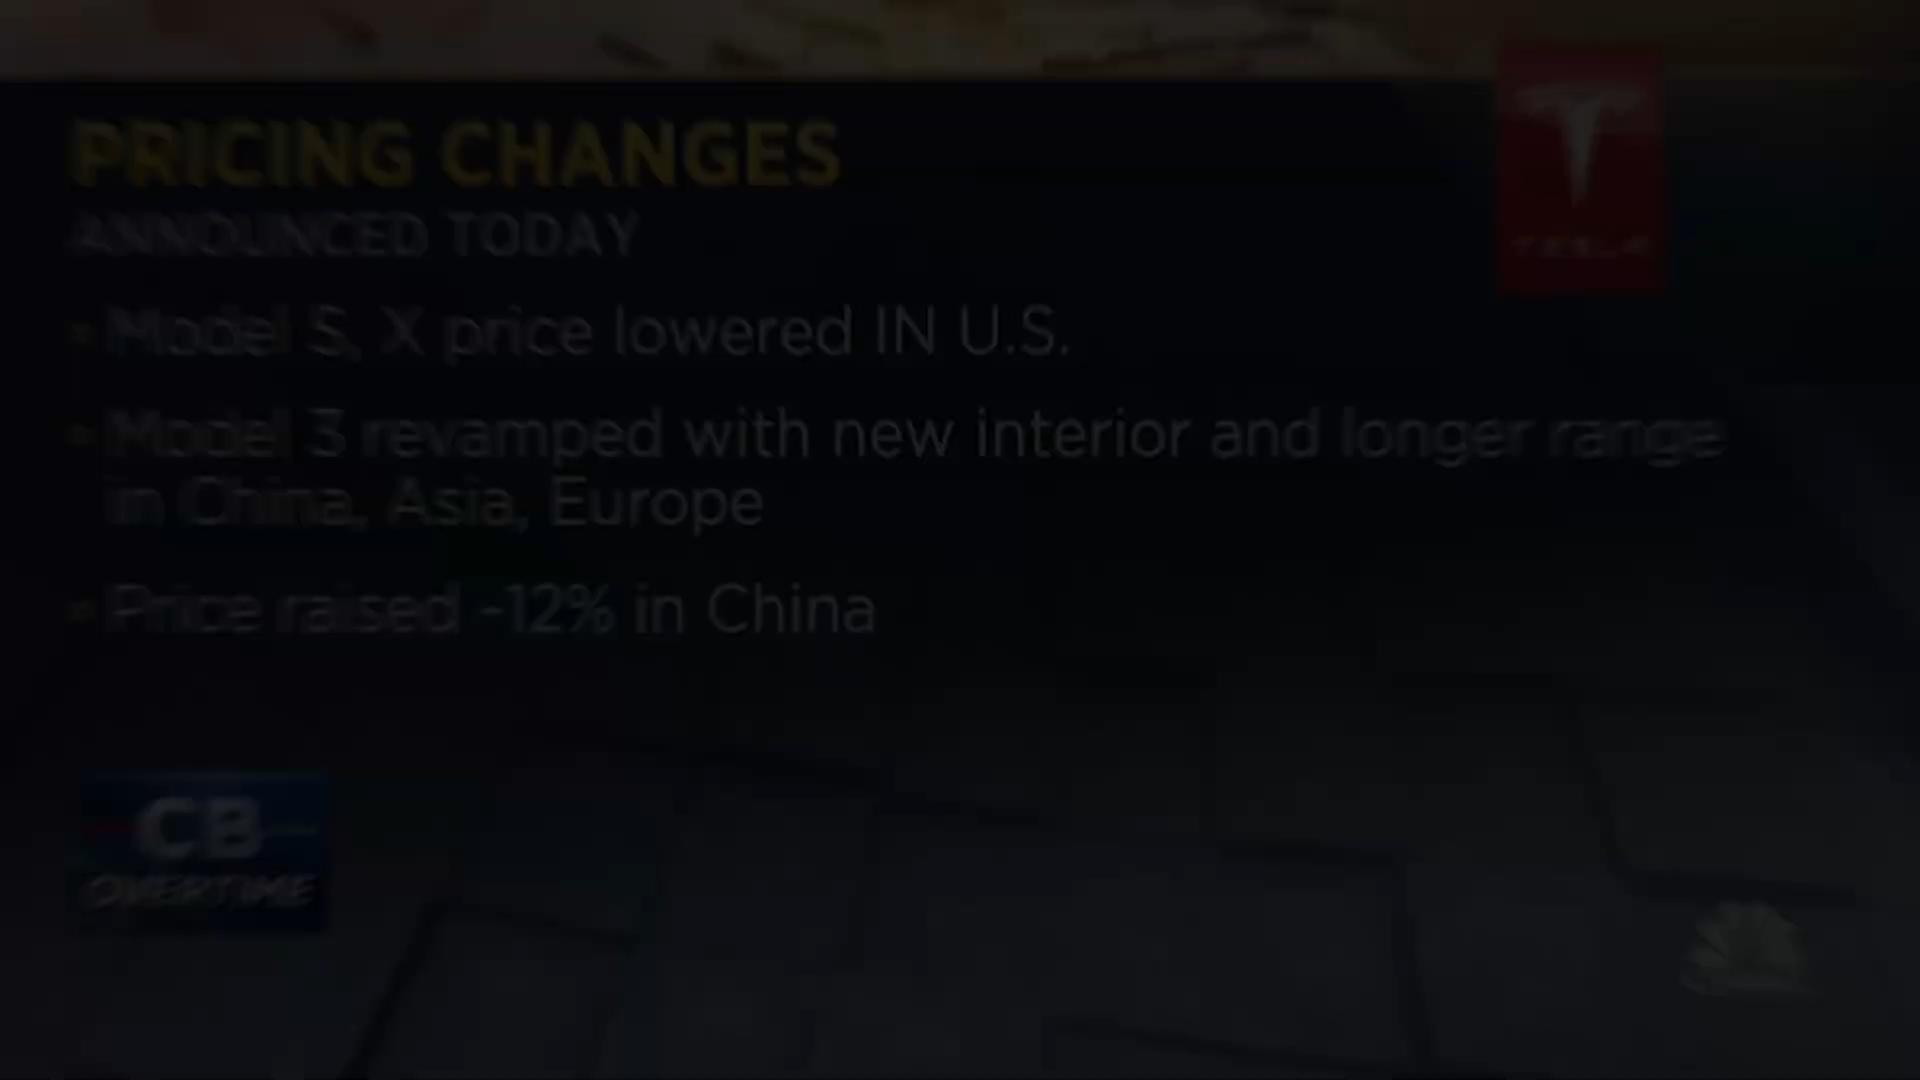 PRICING CHANGES
TESLA
ANNOUNCED TODAY
Model S, X price lowered IN U.S.
Model 3 revamped with new interior and longer range
in China, Asia, Europe
Price raised ~12% in China
CB
OVERTIME